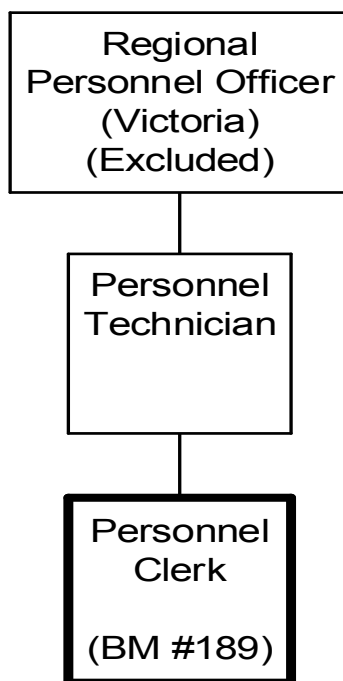 Regional
Personnel Officer
(Victoria)
(Excluded)
Personnel
Technician
Personnel
Clerk
(BM #189)